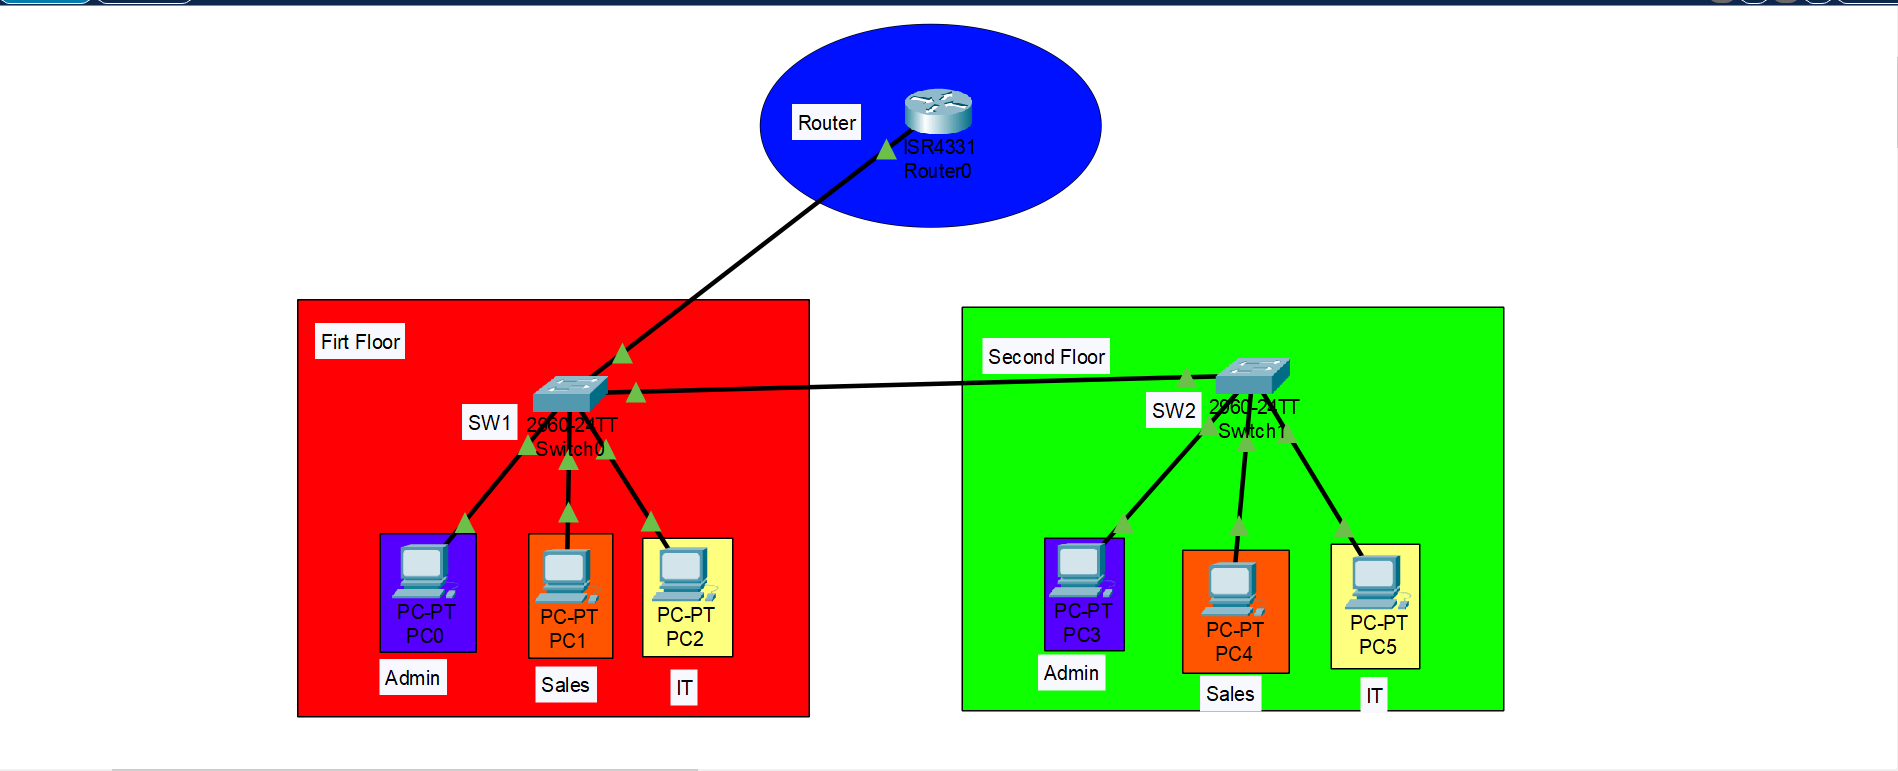 Router
ISR4331
Router0
Firt Floor
SW1
2960-24TT
Switch0
PC-PT
PC0
Admin
PC-PT
PC1
Sales
PC-PT
PC2
IT
Second Floor
SW2
2960-24TT
Switch1
PC-PT
PC3
Admin
PC-PT
PC4
Sales
PC-PT
PC5
IT